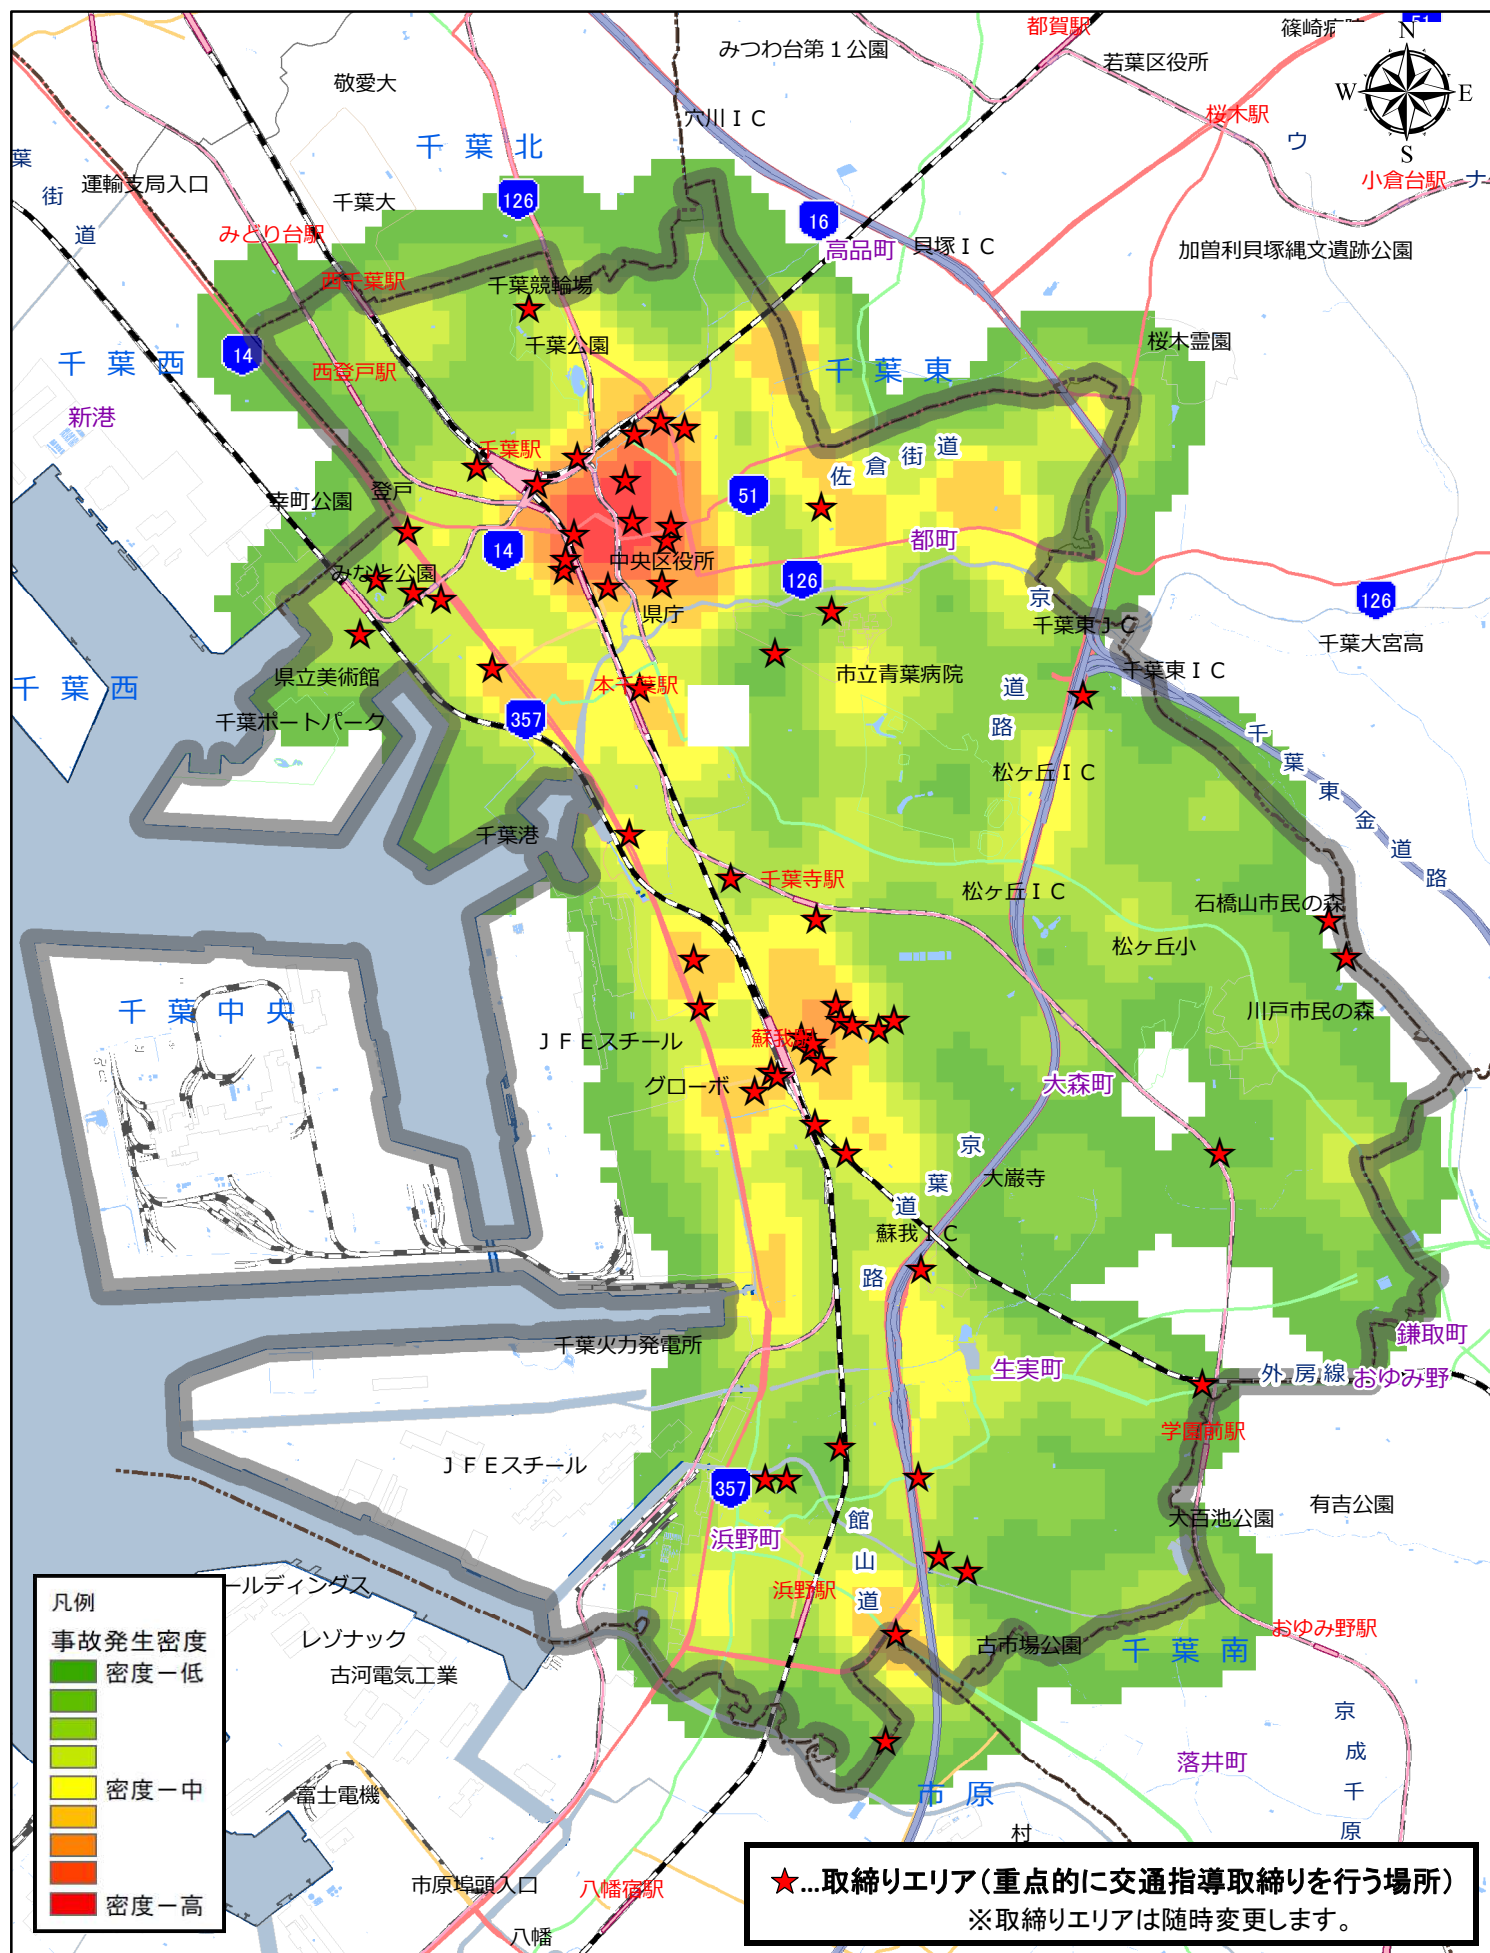 都賀駅
篠崎病院
51
みつわ台第１公園
若葉区役所
N
W
E
S
敬愛大
穴川ＩＣ
桜木駅
千葉北
ウ
葉
街
道
運輸支局入口
千葉大
126
16
小倉台駅
ナ
みどり台駅
高品町
貝塚ＩＣ
加曽利貝塚縄文遺跡公園
西千葉駅
千葉競輪場
千葉公園
桜木霊園
14
千葉西
西登戸駅
千葉東
新港
千葉駅
佐倉街道
幸町公園
登戸
51
14
都町
みなと公園
中央区役所
126
県庁
京
126
千葉東ＪＣ
千葉大宮高
県立美術館
本千葉駅
市立青葉病院
千葉東ＩＣ
千葉西
道
路
千葉ポートパーク
357
千
葉
東
金
道
路
松ヶ丘ＩＣ
千葉港
千葉寺駅
松ヶ丘ＩＣ
石橋山市民の森
松ヶ丘小
千葉中央
川戸市民の森
ＪＦＥスチール
蘇我駅
グローボ
大森町
京
葉
道
路
大厳寺
蘇我ＩＣ
千葉火力発電所
鎌取町
生実町
外房線
おゆみ野
学園前駅
ＪＦＥスチール
357
大百池公園
有吉公園
浜野町
館
山
道
浜野駅
ールディングス
レゾナック
古市場公園
千葉南
おゆみ野駅
古河電気工業
京
成
千
原
落井町
富士電機
市原
村
市原埠頭入口
八幡宿駅
八幡
凡例
事故発生密度
密度－低
密度－中
密度－高
★…取締りエリア（重点的に交通指導取締りを行う場所）
※取締りエリアは随時変更します。